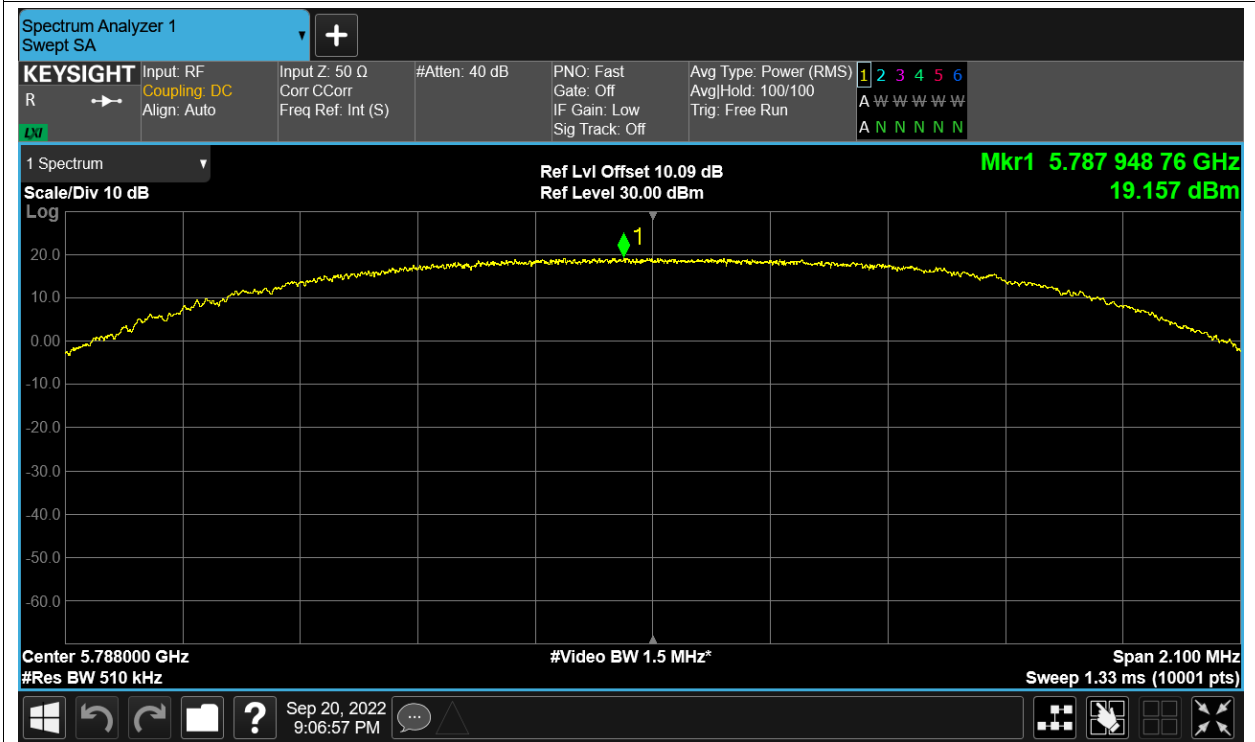 Spectrum Analyzer 1
Swept SA
+
KEYSIGHT
R
LXI
Input: RF
Coupling: DC
Align: Auto
Input Z: 50 Ω
Corr CCorr
Freq Ref: Int (S)
#Atten: 40 dB
PNO: Fast
Gate: Off
IF Gain: Low
Sig Track: Off
Avg Type: Power (RMS)
Avg|Hold: 100/100
Trig: Free Run
1 2 3 4 5 6
A W W W W W
A N N N N N
1 Spectrum
Scale/Div 10 dB
Log
Ref Lvl Offset 10.09 dB
Ref Level 30.00 dBm
Mkr1 5.787 948 76 GHz
19.157 dBm
1
20.0
10.0
0.00
-10.0
-20.0
-30.0
-40.0
-50.0
-60.0
Center 5.788000 GHz
#Res BW 510 kHz
#Video BW 1.5 MHz*
Span 2.100 MHz
Sweep 1.33 ms (10001 pts)
?
Sep 20, 2022
9:06:57 PM